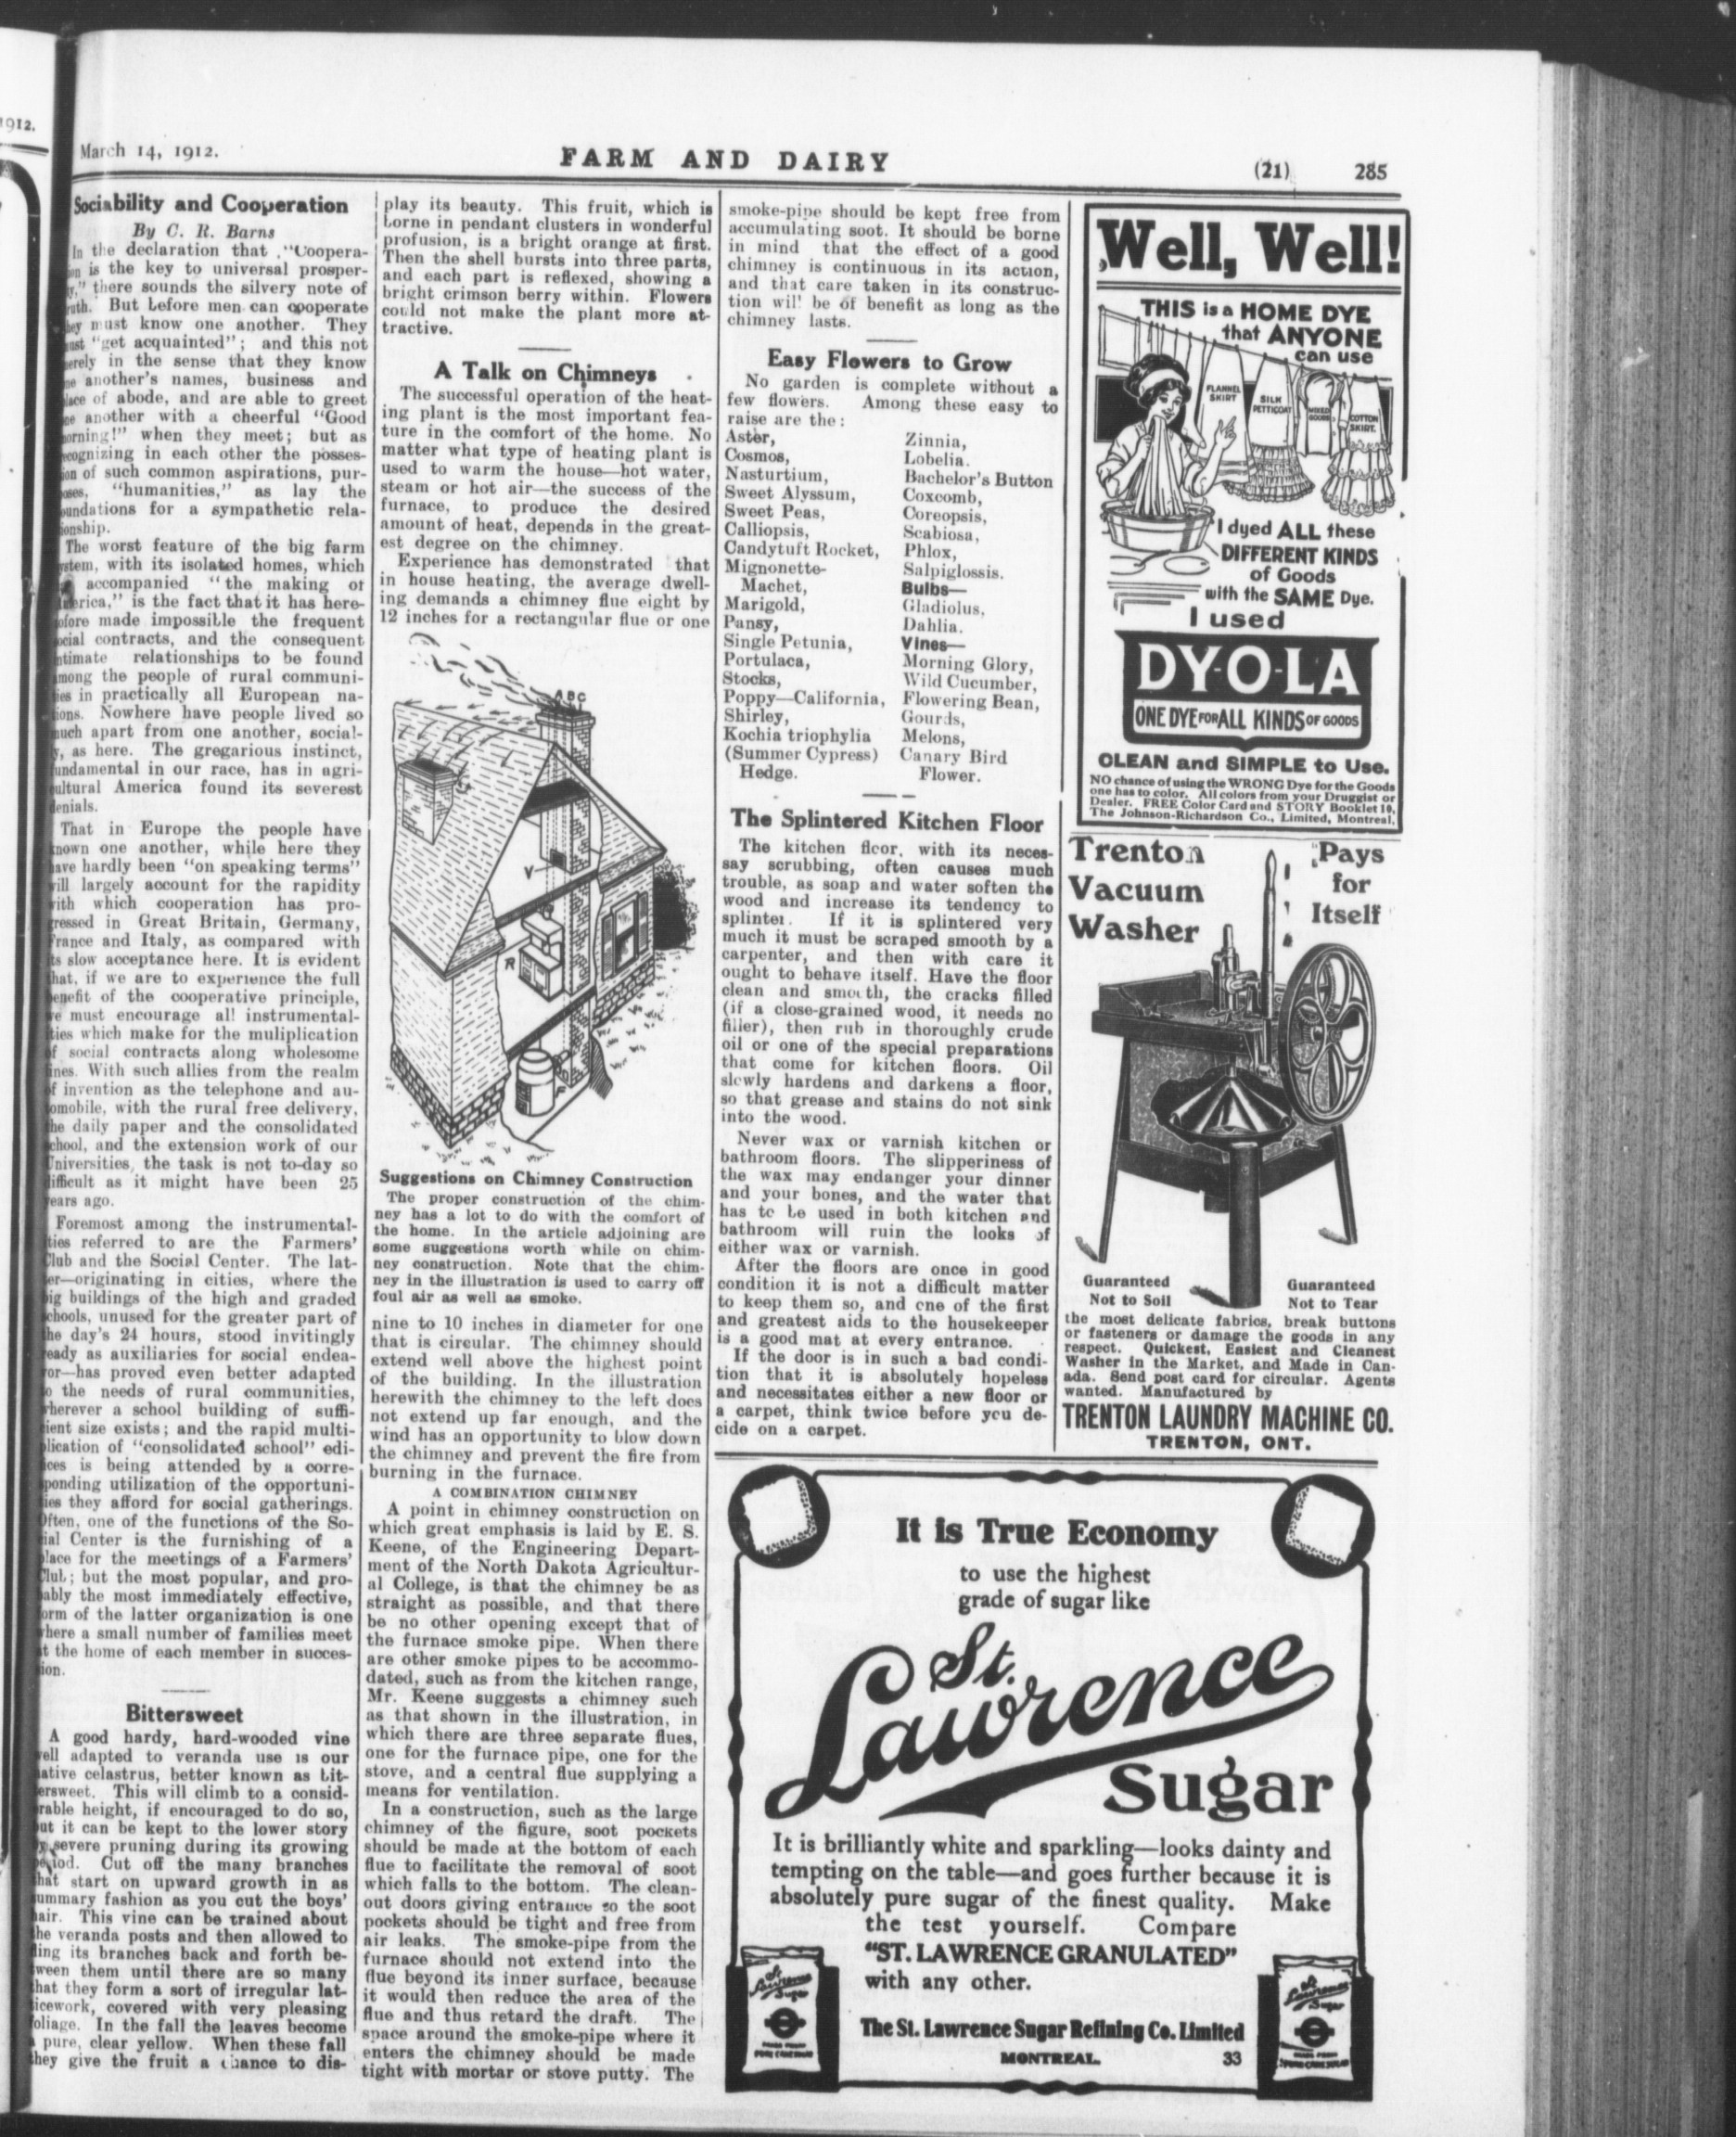 1912.
March 14, 1912.
FARM AND DAIRY
(21) 285
Sociability and Cooperation
By C. R. Barns
In the declaration that "Coopera-
is the key to universal prosper-
there sounds the silvery note of
But before men can cooperate
must know one another. They
"get acquainted"; and this not
in the sense that they know
another's names, business and
of abode, and are able to greet
another with a cheerful "Good
when they meet; but as
in each other the posses-
of such common aspirations, pur-
"humanities," as lay the
for a sympathetic rela-
The worst feature of the big farm
with its isolated homes, which
accompanied "the making of
is the fact that it has here-
made impossible the frequent
contracts, and the consequent
relationships to be found
among the people of rural communi-
in practically all European na-
Nowhere have people lived so
much apart from one another, social-
as here. The gregarious instinct,
fundamental in our race, has in agri-
cultural America found its severest
denials.
That in Europe the people have
known one another, while here they
have hardly been "on speaking terms"
will largely account for the rapidity
with which cooperation has pro-
gressed in Great Britain, Germany,
France and Italy, as compared with
its slow acceptance here. It is evident
that, if we are to experience the full
benefit of the cooperative principle,
we must encourage all instrumental-
ities which make for the muliplication
of social contracts along wholesome
lines. With such allies from the realm
of invention as the telephone and au-
tomobile, with the rural free delivery,
the daily paper and the consolidated
school, and the extension work of our
Universities, the task is not to-day so
difficult as it might have been 25
years ago.
Foremost among the instrumental-
ities referred to are the Farmers'
Club and the Social Center. The lat-
ter—originating in cities, where the
big buildings of the high and graded
schools, unused for the greater part of
the day's 24 hours, stood invitingly
ready as auxiliaries for social endea-
vor—has proved even better adapted
to the needs of rural communities,
wherever a school building of suffi-
cient size exists; and the rapid multi-
plication of "consolidated school" edi-
fices is being attended by a corre-
sponding utilization of the opportuni-
ties they afford for social gatherings.
Often, one of the functions of the So-
cial Center is the furnishing of a
place for the meetings of a Farmers'
Club; but the most popular, and pro-
bably the most immediately effective,
form of the latter organization is one
where a small number of families meet
at the home of each member in succes-
sion.
Bittersweet
A good hardy, hard-wooded vine
well adapted to veranda use is our
native celastrus, better known as bit-
tersweet. This will climb to a consid-
erable height, if encouraged to do so,
but it can be kept to the lower story
by severe pruning during its growing
period. Cut off the many branches
that start on upward growth in as
summary fashion as you cut the boys'
hair. This vine can be trained about
the veranda posts and then allowed to
fling its branches back and forth be-
tween them until there are so many
that they form a sort of irregular lat-
ticework, covered with very pleasing
foliage. In the fall the leaves become
a pure, clear yellow. When these fall
they give the fruit a chance to dis-
play its beauty. This fruit, which is
borne in pendant clusters in wonderful
profusion, is a bright orange at first.
Then the shell bursts into three parts,
and each part is reflexed, showing a
bright crimson berry within. Flowers
could not make the plant more at-
tractive.
A Talk on Chimneys
The successful operation of the heat-
ing plant is the most important fea-
ture in the comfort of the home. No
matter what type of heating plant is
used to warm the house—hot water,
steam or hot air—the success of the
furnace, to produce the desired
amount of heat, depends in the great-
est degree on the chimney.
Experience has demonstrated that
in house heating, the average dwell-
ing demands a chimney flue eight by
12 inches for a rectangular flue or one
A B C
V
R
F
Suggestions on Chimney Construction
The proper construction of the chim-
ney has a lot to do with the comfort of
the home. In the article adjoining are
some suggestions worth while on chim-
ney construction. Note that the chim-
ney in the illustration is used to carry off
foul air as well as smoke.
nine to 10 inches in diameter for one
that is circular. The chimney should
extend well above the highest point
of the building. In the illustration
herewith the chimney to the left does
not extend up far enough, and the
wind has an opportunity to blow down
the chimney and prevent the fire from
burning in the furnace.
A COMBINATION CHIMNEY
A point in chimney construction on
which great emphasis is laid by E. S.
Keene, of the Engineering Depart-
ment of the North Dakota Agricultur-
al College, is that the chimney be as
straight as possible, and that there
be no other opening except that of
the furnace smoke pipe. When there
are other smoke pipes to be accommo-
dated, such as from the kitchen range,
Mr. Keene suggests a chimney such
as that shown in the illustration, in
which there are three separate flues,
one for the furnace pipe, one for the
stove, and a central flue supplying a
means for ventilation.
In a construction, such as the large
chimney of the figure, soot pockets
should be made at the bottom of each
flue to facilitate the removal of soot
which falls to the bottom. The clean-
out doors giving entrance to the soot
pockets should be tight and free from
air leaks. The smoke-pipe from the
furnace should not extend into the
flue beyond its inner surface, because
it would then reduce the area of the
flue and thus retard the draft. The
space around the smoke-pipe where it
enters the chimney should be made
tight with mortar or stove putty. The
smoke-pipe should be kept free from
accumulating soot. It should be borne
in mind that the effect of a good
chimney is continuous in its action,
and that care taken in its construc-
tion will be of benefit as long as the
chimney lasts.
Easy Flowers to Grow
No garden is complete without a
few flowers. Among these easy to
raise are the:
Aster,
Cosmos,
Nasturtium,
Sweet Alyssum,
Sweet Peas,
Calliopsis,
Candytuft Rocket,
Mignonette-
Machet,
Marigold,
Pansy,
Single Petunia,
Portulaca,
Stocks,
Poppy—California,
Shirley,
Kochia triophylia
(Summer Cypress)
Hedge.
Zinnia,
Lobelia.
Bachelor's Button
Coxcomb,
Coreopsis,
Scabiosa,
Phlox,
Salpiglossis.
Bulbs—
Gladiolus,
Dahlia.
Vines—
Morning Glory,
Wild Cucumber,
Flowering Bean,
Gourds,
Melons,
Canary Bird
Flower.
The Splintered Kitchen Floor
The kitchen floor, with its neces-
say scrubbing, often causes much
trouble, as soap and water soften the
wood and increase its tendency to
splinter. If it is splintered very
much it must be scraped smooth by a
carpenter, and then with care it
ought to behave itself. Have the floor
clean and smooth, the cracks filled
(if a close-grained wood, it needs no
filler), then rub in thoroughly crude
oil or one of the special preparations
that come for kitchen floors. Oil
slowly hardens and darkens a floor,
so that grease and stains do not sink
into the wood.
Never wax or varnish kitchen or
bathroom floors. The slipperiness of
the wax may endanger your dinner
and your bones, and the water that
has to be used in both kitchen and
bathroom will ruin the looks of
either wax or varnish.
After the floors are once in good
condition it is not a difficult matter
to keep them so, and one of the first
and greatest aids to the housekeeper
is a good mat at every entrance.
If the door is in such a bad condi-
tion that it is absolutely hopeless
and necessitates either a new floor or
a carpet, think twice before you de-
cide on a carpet.
Well, Well!
THIS is a HOME DYE
that ANYONE
can use
FLANNEL
SKIRT
SILK
PETTICOAT
MIXED
GOODS
COTTON
SKIRT.
I dyed ALL these
DIFFERENT KINDS
of Goods
with the SAME Dye.
I used
DY-O-LA
ONE DYE FOR ALL KINDS OF GOODS
CLEAN and SIMPLE to Use.
NO chance of using the WRONG Dye for the Goods
one has to color. All colors from your Druggist or
Dealer. FREE Color Card and STORY Booklet 10,
The Johnson-Richardson Co., Limited, Montreal,
Trenton
Vacuum
Washer
Pays
for
Itself
Guaranteed
Not to Soil
Guaranteed
Not to Tear
the most delicate fabrics, break buttons
or fasteners or damage the goods in any
respect. Quickest, Easiest and Cleanest
Washer in the Market, and Made in Can-
ada. Send post card for circular. Agents
wanted. Manufactured by
TRENTON LAUNDRY MACHINE CO.
TRENTON, ONT.
It is True Economy
to use the highest
grade of sugar like
St.
Lawrence
Sugar
It is brilliantly white and sparkling—looks dainty and
tempting on the table—and goes further because it is
absolutely pure sugar of the finest quality. Make
the test yourself. Compare
"ST. LAWRENCE GRANULATED"
with any other.
The St. Lawrence Sugar Refining Co. Limited
MONTREAL. 33
St.
Lawrence
Sugar
St.
Lawrence
Sugar